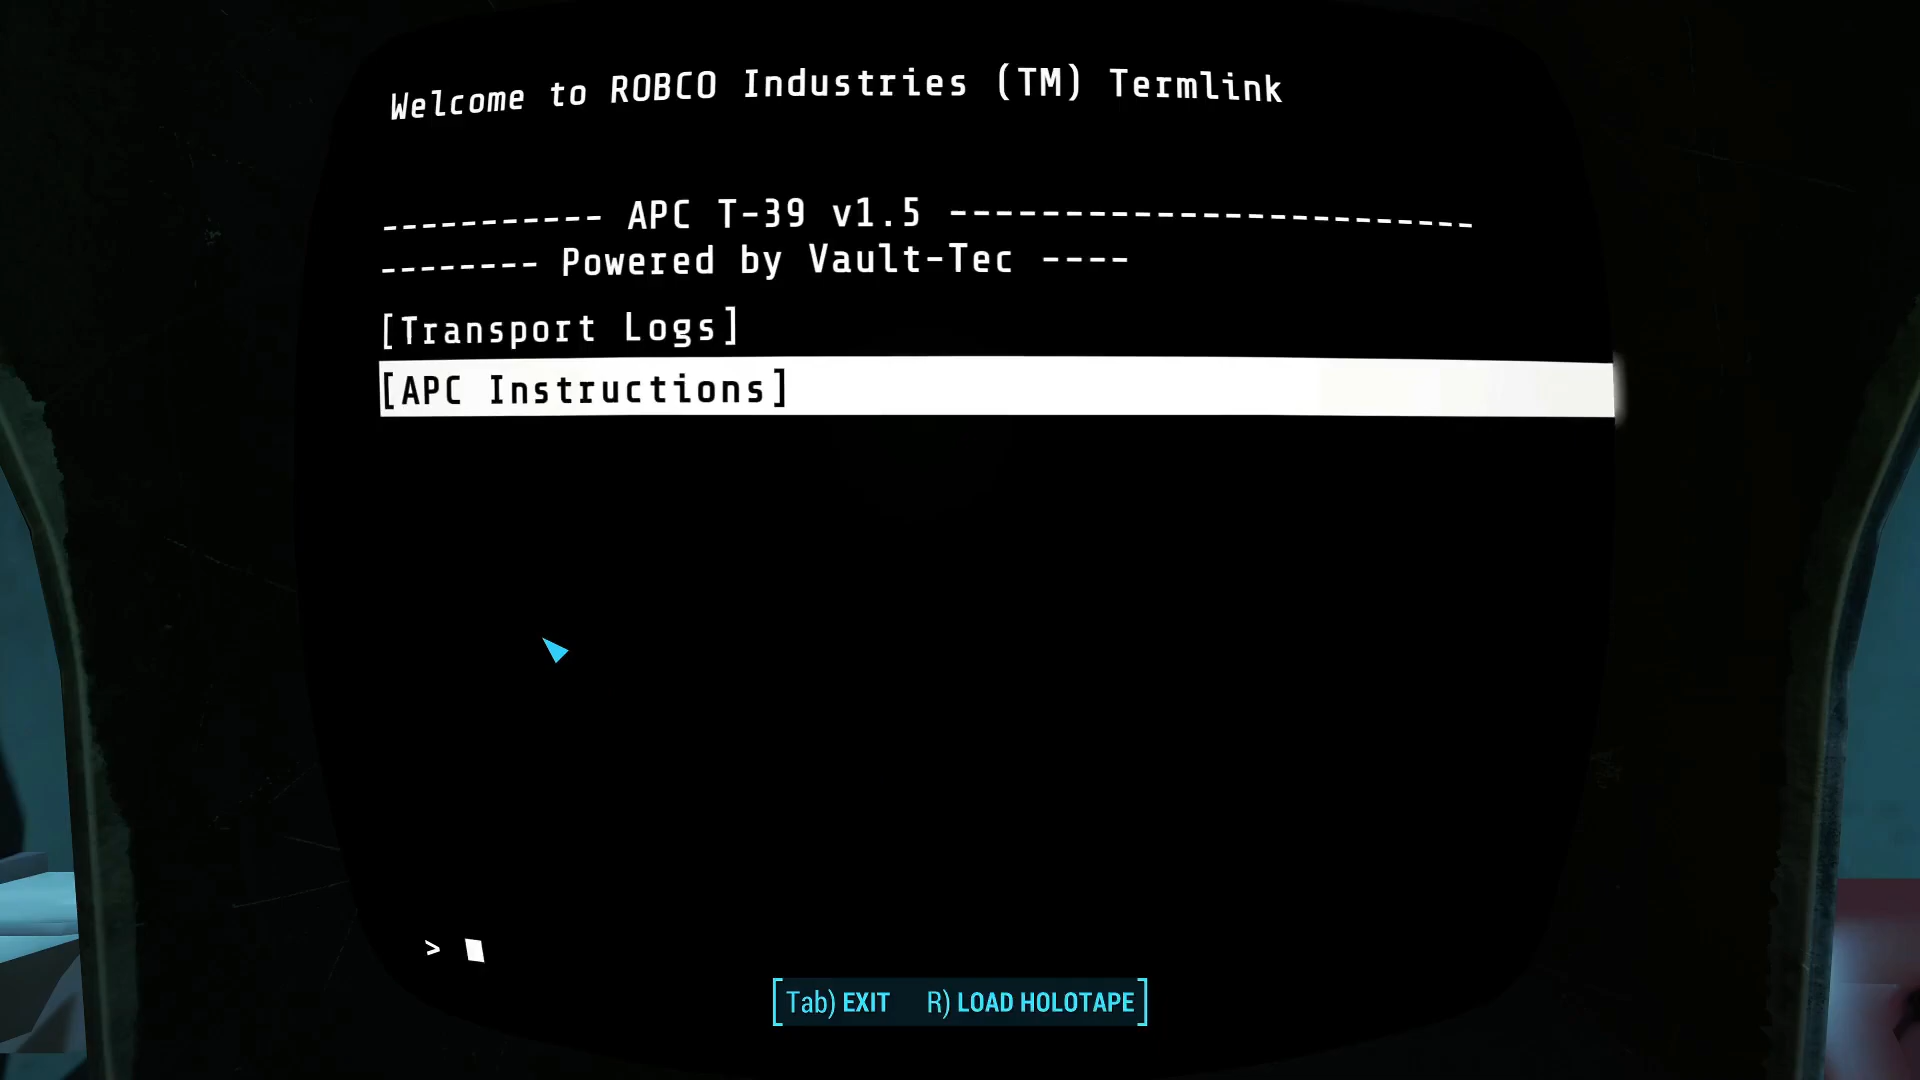 Welcome to ROBCO Industries (TM) Termlink
----------- APC T-39 v1.5 ------------------------
-------- Powered by Vault-Tec ----
[Transport Logs]
[APC Instructions]
>
Tab) EXIT R) LOAD HOLOTAPE